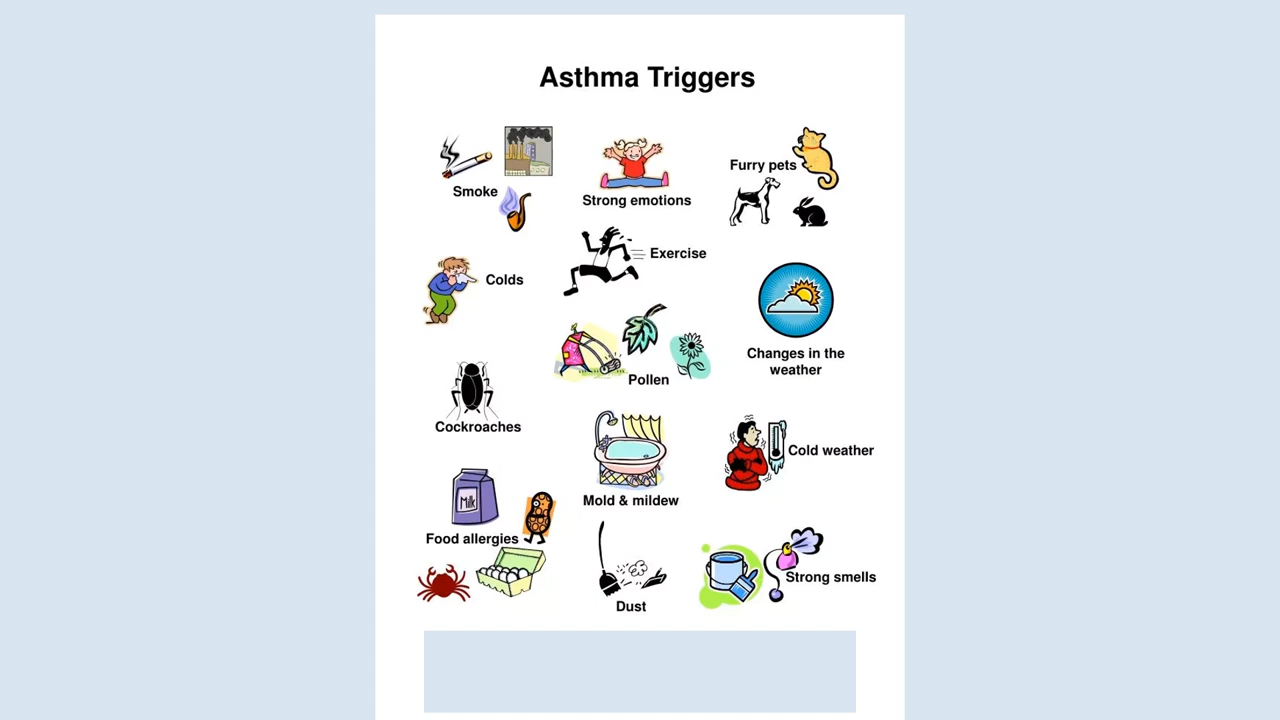 Asthma Triggers
Smoke
Strong emotions
Furry pets
Exercise
Colds
Changes in the
weather
Pollen
Cockroaches
Cold weather
Mold & mildew
Milk
Food allergies
Strong smells
Dust